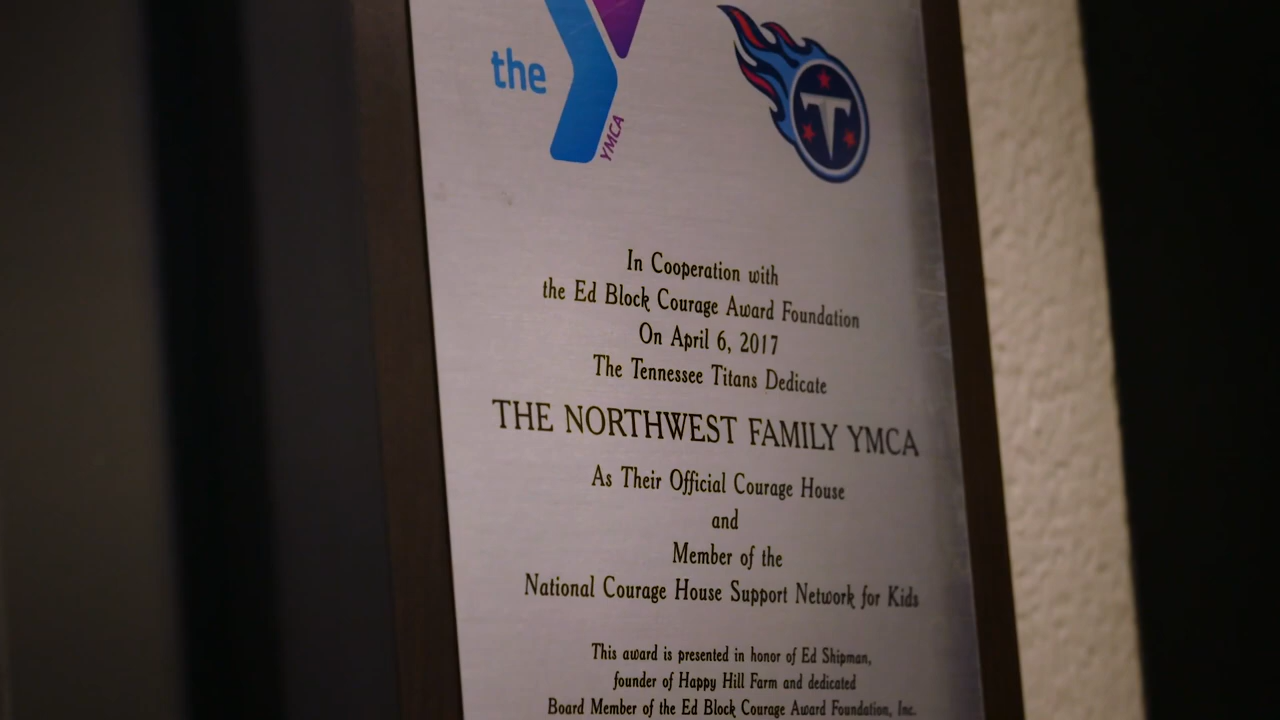 the
YMCA
T
In Cooperation with
the Ed Block Courage Award Foundation
On April 6, 2017
The Tennessee Titans Dedicate
THE NORTHWEST FAMILY YMCA
As Their Official Courage House
and
Member of the
National Courage House Support Network for Kids
This award is presented in honor of Ed Shipman,
founder of Happy Hill Farm and dedicated
Board Member of the Ed Block Courage Award Foundation, Inc.